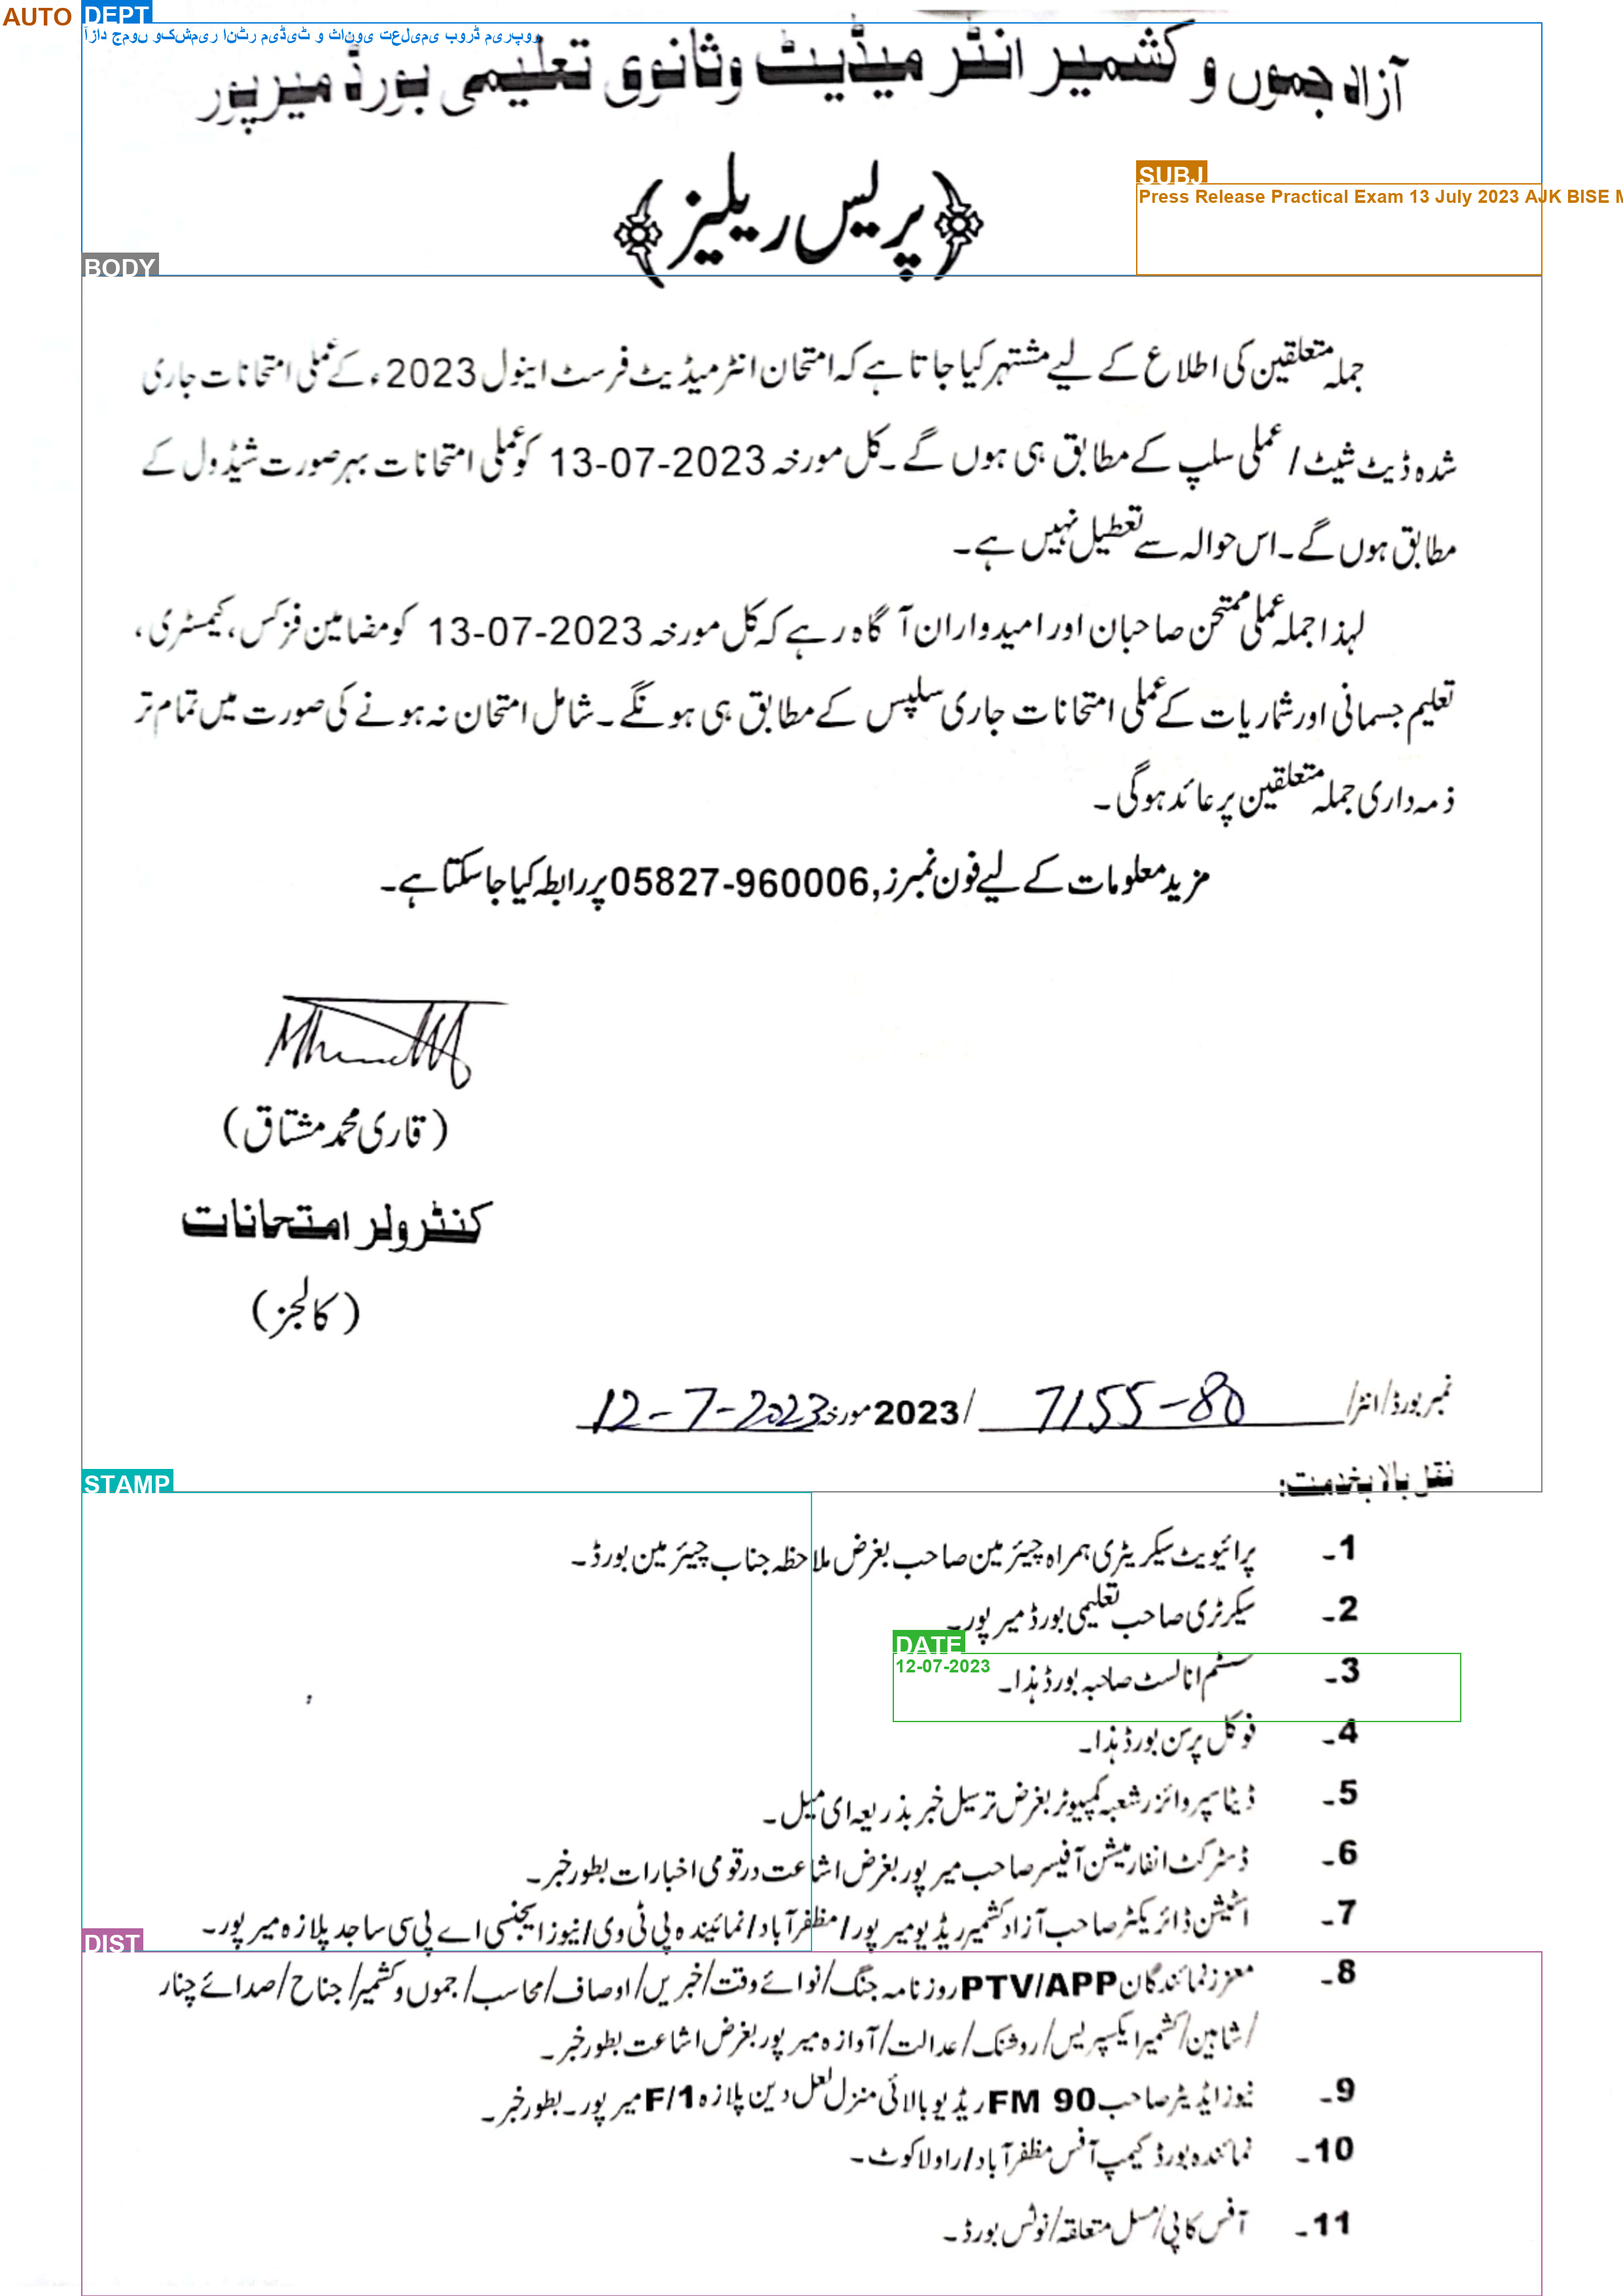 AUTO
DEPT
آزاد جموں و کشمیر انٹر میڈیٹ و ثانوی تعلیمی بورڈ میرپور
آزاد جموں و کشمیر انٹر میڈیٹ وثانوی تعلیمی بورڈ میرپور
پریس ریلیز
SUBJ
Press Release Practical Exam 13 July 2023 AJK BISE M
BODY
جملہ متعلقین کی اطلاع کے لیے مشتہر کیا جاتا ہے کہ امتحان انٹرمیڈیٹ فرسٹ اینول 2023ء کے عملی امتحانات جاری
شدہ ڈیٹ شیٹ / عملی سلپ کے مطابق ہی ہوں گے۔ کل مورخہ 13-07-2023 کو عملی امتحانات بہر صورت شیڈول کے
مطابق ہوں گے۔ اس حوالہ سے تعطیل نہیں ہے۔
لہذا جملہ عملی ممتحن صاحبان اور امیدواران آگاہ رہے کہ کل مورخہ 13-07-2023 کو مضامین فزکس، کیمسٹری،
تعلیم جسمانی اور شماریات کے عملی امتحانات جاری سلپس کے مطابق ہی ہونگے۔ شامل امتحان نہ ہونے کی صورت میں تمام تر
ذمہ داری جملہ متعلقین پر عائد ہوگی۔
مزید معلومات کے لیے فون نمبرز,05827-960006 پر رابطہ کیا جا سکتا ہے۔
(قاری محمد مشتاق)
کنٹرولر امتحانات
(کالجز)
نمبر بورڈ/انٹر/ 7155-80 /2023 مورخہ 12-7-2023
نقل بالا بخدمت:
STAMP
1۔ پرائیویٹ سیکریٹری ہمراہ چیئرمین صاحب بغرض ملاحظہ جناب چیئرمین بورڈ۔
2۔ سیکرٹری صاحب تعلیمی بورڈ میرپور۔
DATE
12-07-2023
3۔ سسٹم انالسٹ صاحبہ بورڈ ہذا۔
4۔ فوکل پرسن بورڈ ہذا۔
5۔ ڈیٹا سپروائزر شعبہ کمپیوٹر بغرض ترسیل خبر بذریعہ ای میل۔
6۔ ڈسٹرکٹ انفارمیشن آفیسر صاحب میرپور بغرض اشاعت در قومی اخبارات بطور خبر۔
7۔ اسٹیشن ڈائریکٹر صاحب آزاد کشمیر ریڈیو میرپور/مظفرآباد/نمائیندہ پی ٹی وی/نیوز ایجنسی اے پی سی ساجد پلازہ میرپور۔
DIST
8۔ معزز نمائندگان PTV/APP روزنامہ جنگ/نوائے وقت/خبریں/اوصاف/محاسب/جموں و کشمیر/جناح/صدائے چنار
/شاہین/کشمیر ایکسپریس/روشنک/عدالت/آوازہ میرپور بغرض اشاعت بطور خبر۔
9۔ نیوز ایڈیٹر صاحب FM 90 ریڈیو بالائی منزل لعل دین پلازہ F/1 میرپور۔ بطور خبر۔
10۔ نمائندہ بورڈ کیمپ آفس مظفرآباد/راولاکوٹ۔
11۔ آفس کاپی/مسل متعلقہ/نوٹس بورڈ۔